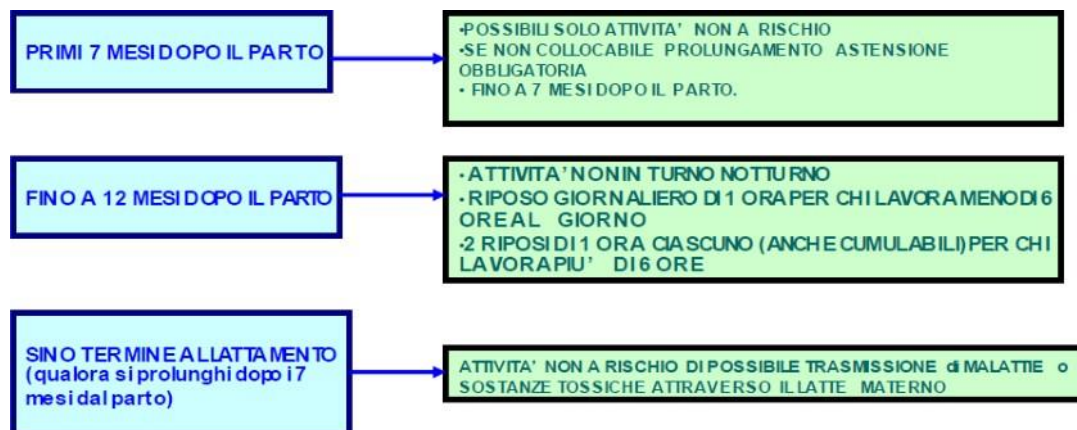 PRIMI 7 MESI DOPO IL PARTO
•POSSIBILI SOLO ATTIVITA' NON A RISCHIO
•SE NON COLLOCABILE PROLUNGAMENTO ASTENSIONE
OBBLIGATORIA
• FINO A 7 MESI DOPO IL PARTO.
FINO A 12 MESI DOPO IL PARTO
• ATTIVITA' NON IN TURNO NOTTURNO
• RIPOSO GIORNALIERO DI 1 ORA PER CHI LAVORA MENO DI 6
ORE AL GIORNO
•2 RIPOSI DI 1 ORA CIASCUNO (ANCHE CUMULABILI) PER CHI
LAVORA PIU' DI 6 ORE
SINO TERMINE ALLATTAMENTO
(qualora si prolunghi dopo i 7
mesi dal parto)
ATTIVITA' NON A RISCHIO DI POSSIBILE TRASMISSIONE di MALATTIE o
SOSTANZE TOSSICHE ATTRAVERSO IL LATTE MATERNO